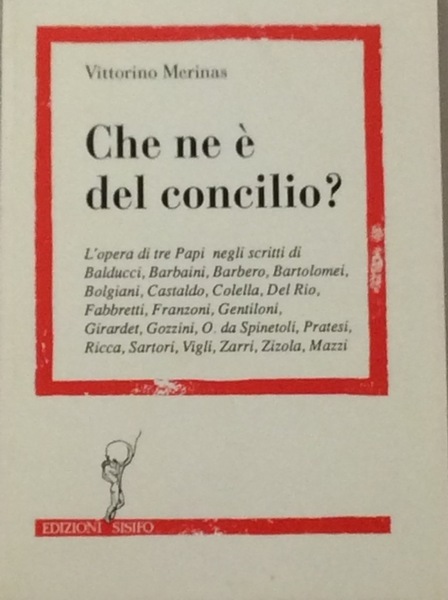 Vittorino Merinas
Che ne è
del concilio?
L'opera di tre Papi negli scritti di
Balducci, Barbaini, Barbero, Bartolomei,
Bolgiani, Castaldo, Colella, Del Rio,
Fabbretti, Franzoni, Gentiloni,
Girardet, Gozzini, O. da Spinetoli, Pratesi,
Ricca, Sartori, Vigli, Zarri, Zizola, Mazzi
EDIZIONI SISIFO